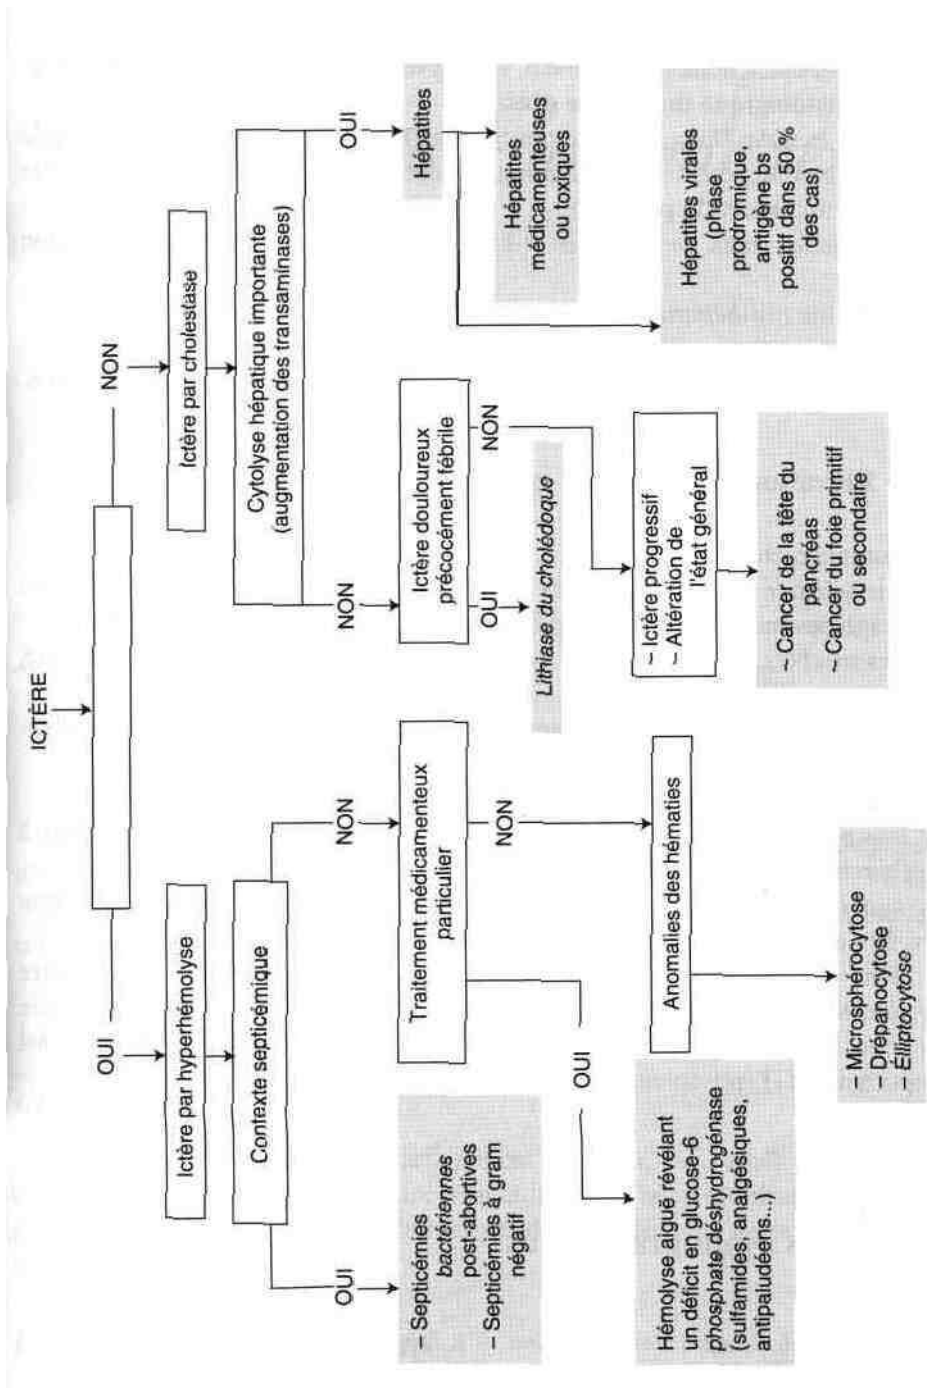 ICTÈRE
OUI
NON
Ictère par hyperhémolyse
Ictère par cholestase
Contexte septicémique
Cytolyse hépatique importante
(augmentation des transaminases)
OUI
NON
NON
OUI
– Septicémies
bactériennes
post-abortives
– Septicémies à gram
négatif
Traitement médicamenteux
particulier
Ictère douloureux
précocément fébrile
Hépatites
OUI
NON
OUI
NON
Lithiase du cholédoque
Hépatites
médicamenteuses
ou toxiques
Hémolyse aiguë révélant
un déficit en glucose-6
phosphate déshydrogénase
(sulfamides, analgésiques,
antipaludéens...)
Anomalies des hématies
– Ictère progressif
– Altération de
l'état général
Hépatites virales
(phase
prodromique,
antigène bs
positif dans 50 %
des cas)
– Microsphérocytose
– Drépanocytose
– Élliptocytose
– Cancer de la tête du
pancréas
– Cancer du foie primitif
ou secondaire